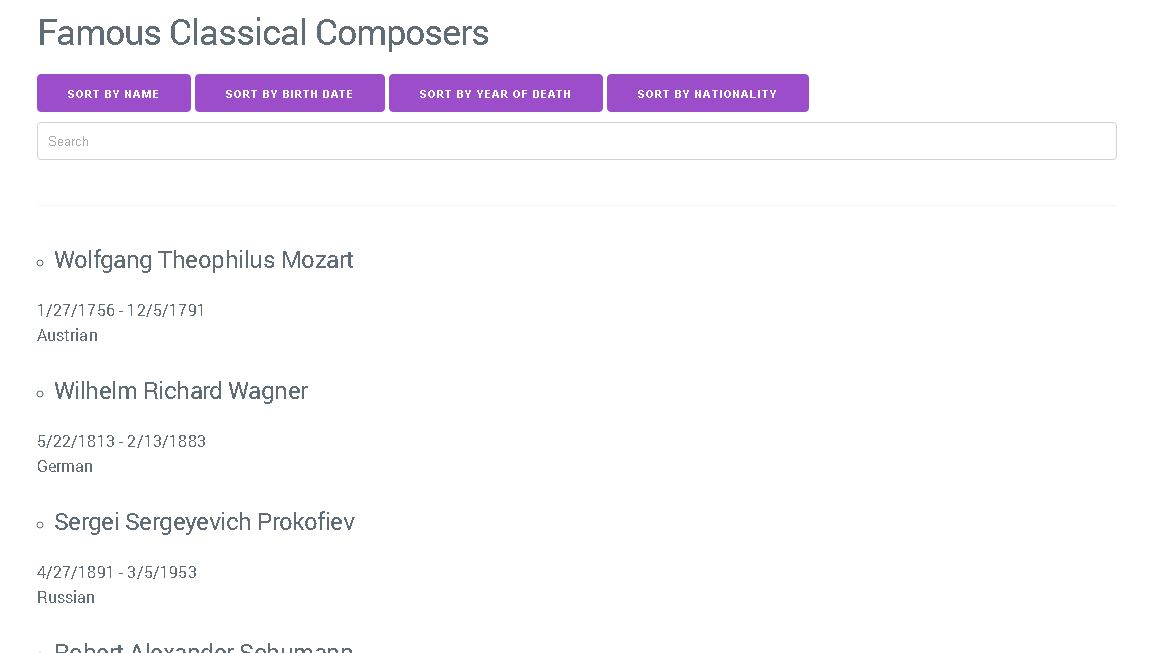 Famous Classical Composers
SORT BY NAME SORT BY BIRTH DATE SORT BY YEAR OF DEATH SORT BY NATIONALITY
Search
Wolfgang Theophilus Mozart
1/27/1756 - 12/5/1791
Austrian
Wilhelm Richard Wagner
5/22/1813 - 2/13/1883
German
Sergei Sergeyevich Prokofiev
4/27/1891 - 3/5/1953
Russian
Robert Alexander Schumann